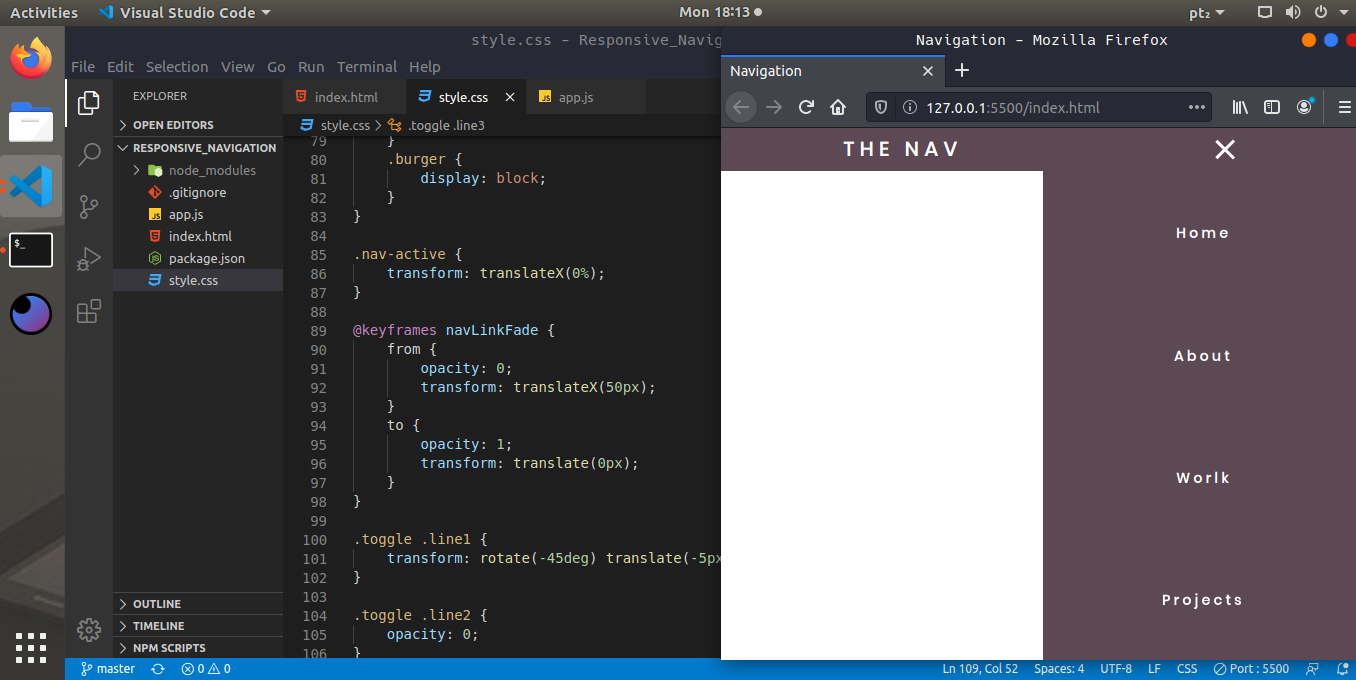 Activities Visual Studio Code Mon 18:13 pt₂
style.css - Responsive_Navig
File Edit Selection View Go Run Terminal Help
EXPLORER
OPEN EDITORS
RESPONSIVE_NAVIGATION
node_modules
.gitignore
app.js
index.html
package.json
style.css
OUTLINE
TIMELINE
NPM SCRIPTS
index.html style.css app.js
style.css > .toggle .line3
79 }
80 .burger {
81 display: block;
82 }
83 }
84
85 .nav-active {
86 transform: translateX(0%);
87 }
88
89 @keyframes navLinkFade {
90 from {
91 opacity: 0;
92 transform: translateX(50px);
93 }
94 to {
95 opacity: 1;
96 transform: translate(0px);
97 }
98 }
99
100 .toggle .line1 {
101 transform: rotate(-45deg) translate(-5px
102 }
103
104 .toggle .line2 {
105 opacity: 0;
106 }
Navigation - Mozilla Firefox
Navigation
127.0.0.1:5500/index.html
THE NAV
Home
About
Worlk
Projects
master 0 0 Ln 109, Col 52 Spaces: 4 UTF-8 LF CSS Port : 5500